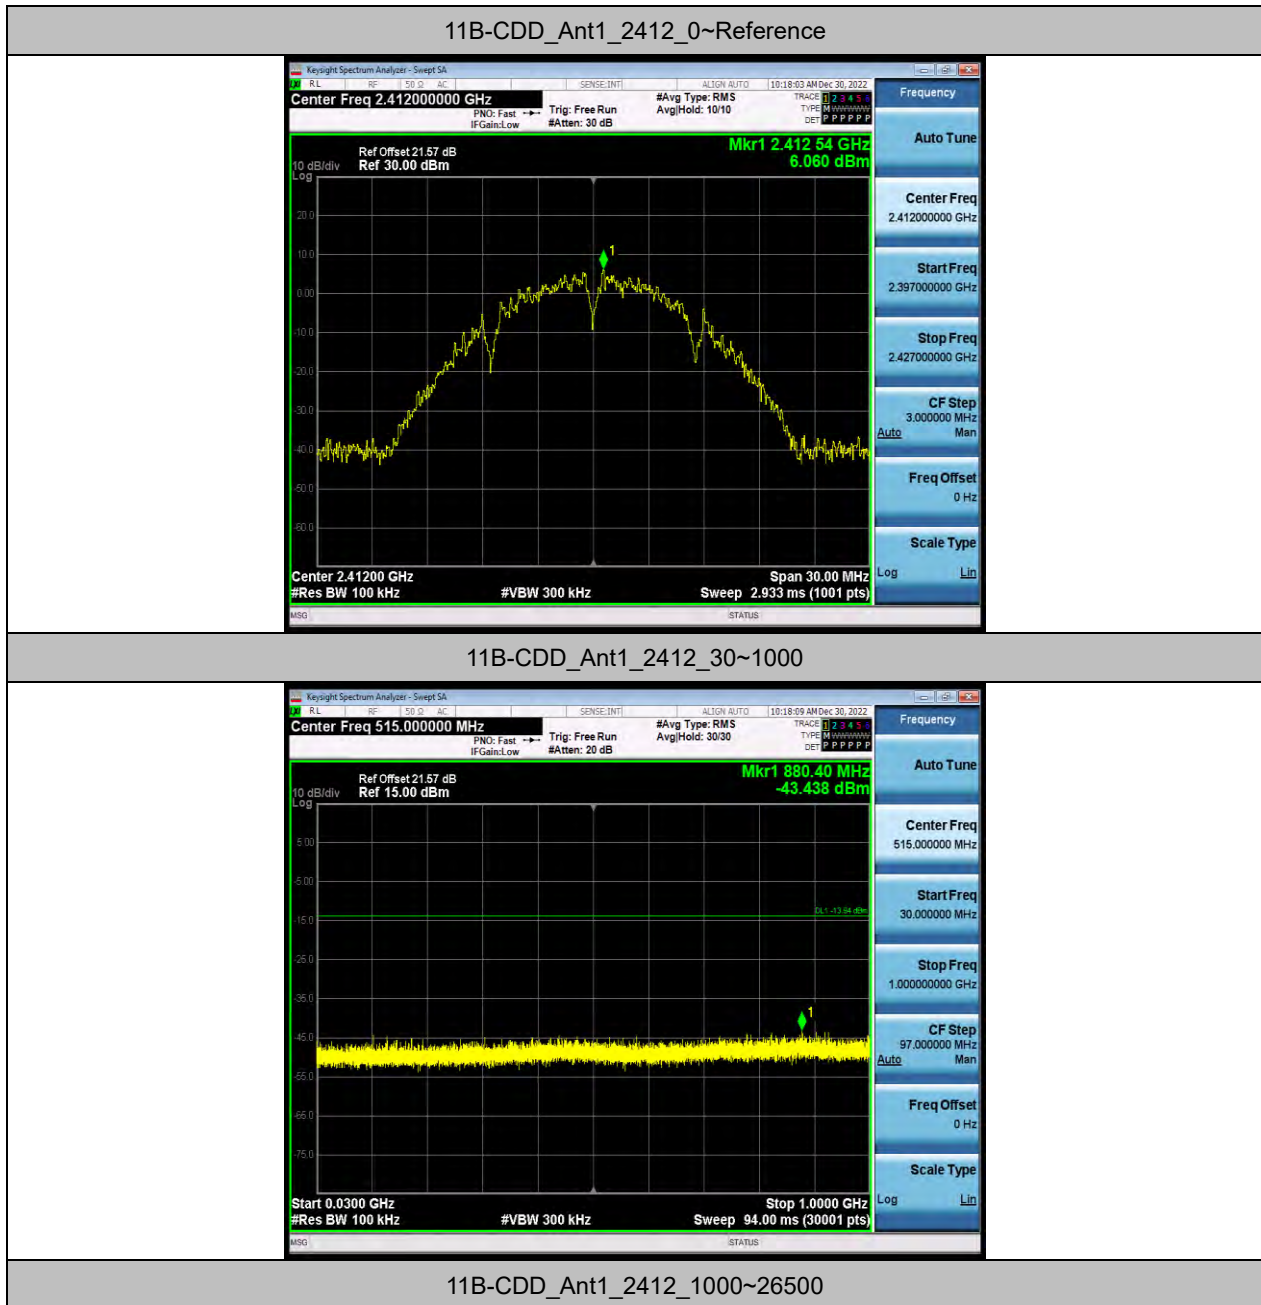 11B-CDD_Ant1_2412_0~Reference
Keysight Spectrum Analyzer - Swept SA
RL RF 50 Ω AC SENSE:INT ALIGN AUTO 10:18:03 AM Dec 30, 2022
Center Freq 2.412000000 GHz
PNO: Fast
IFGain:Low
Trig: Free Run
#Atten: 30 dB
#Avg Type: RMS
Avg|Hold: 10/10
TRACE 1 2 3 4 5 6
TYPE M WWWWW
DET P P P P P P
Frequency
Ref Offset 21.57 dB
Mkr1 2.412 54 GHz
10 dB/div Ref 30.00 dBm
6.060 dBm
Log
20.0
10.0
0.00
-10.0
-20.0
-30.0
-40.0
-50.0
-60.0
1
Center 2.41200 GHz
Span 30.00 MHz
#Res BW 100 kHz
#VBW 300 kHz
Sweep 2.933 ms (1001 pts)
MSG
STATUS
Auto Tune
Center Freq
2.412000000 GHz
Start Freq
2.397000000 GHz
Stop Freq
2.427000000 GHz
CF Step
3.000000 MHz
Auto Man
Freq Offset
0 Hz
Scale Type
Log Lin
11B-CDD_Ant1_2412_30~1000
Keysight Spectrum Analyzer - Swept SA
RL RF 50 Ω AC SENSE:INT ALIGN AUTO 10:18:09 AM Dec 30, 2022
Center Freq 515.000000 MHz
PNO: Fast
IFGain:Low
Trig: Free Run
#Atten: 20 dB
#Avg Type: RMS
Avg|Hold: 30/30
TRACE 1 2 3 4 5 6
TYPE M WWWWW
DET P P P P P P
Frequency
Ref Offset 21.57 dB
Mkr1 880.40 MHz
10 dB/div Ref 15.00 dBm
-43.438 dBm
Log
5.00
-5.00
-15.0
-25.0
-35.0
-45.0
-55.0
-65.0
-75.0
DL1 -13.94 dBm
1
Start 0.0300 GHz
Stop 1.0000 GHz
#Res BW 100 kHz
#VBW 300 kHz
Sweep 94.00 ms (30001 pts)
MSG
STATUS
Auto Tune
Center Freq
515.000000 MHz
Start Freq
30.000000 MHz
Stop Freq
1.000000000 GHz
CF Step
97.000000 MHz
Auto Man
Freq Offset
0 Hz
Scale Type
Log Lin
11B-CDD_Ant1_2412_1000~26500